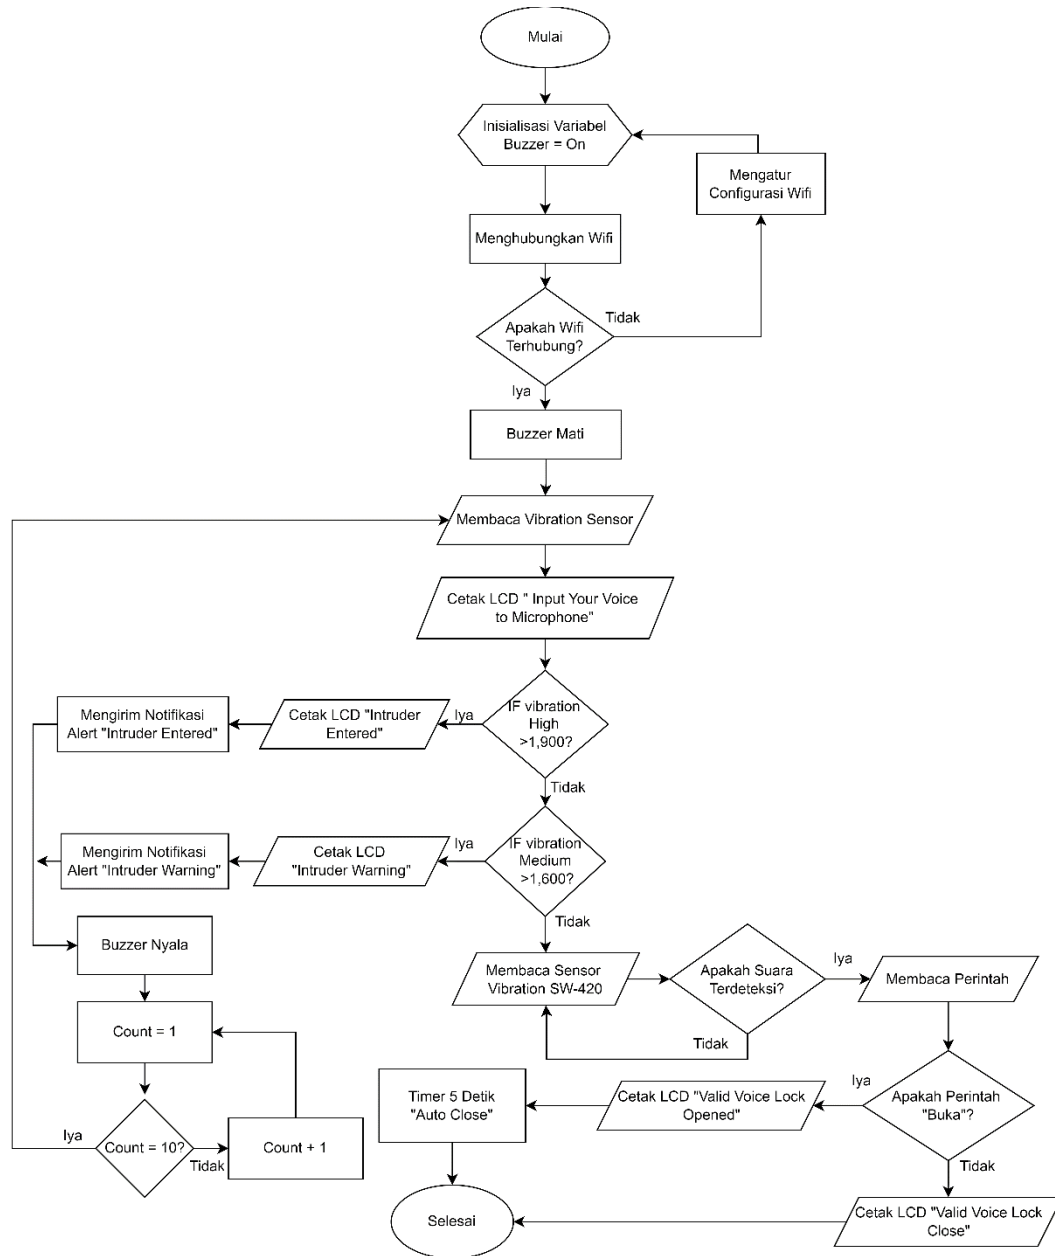 Mulai
Inisialisasi Variabel
Buzzer = On
Mengatur
Configurasi Wifi
Menghubungkan Wifi
Apakah Wifi
Terhubung?
Tidak
Iya
Buzzer Mati
Membaca Vibration Sensor
Cetak LCD " Input Your Voice
to Microphone"
IF vibration
High
>1,900?
Iya
Cetak LCD "Intruder
Entered"
Mengirim Notifikasi
Alert "Intruder Entered"
Tidak
IF vibration
Medium
>1,600?
Iya
Cetak LCD
"Intruder Warning"
Mengirim Notifikasi
Alert "Intruder Warning"
Tidak
Buzzer Nyala
Count = 1
Count = 10?
Iya
Tidak
Count + 1
Membaca Sensor
Vibration SW-420
Apakah Suara
Terdeteksi?
Tidak
Iya
Membaca Perintah
Apakah Perintah
"Buka"?
Iya
Cetak LCD "Valid Voice Lock
Opened"
Timer 5 Detik
"Auto Close"
Tidak
Cetak LCD "Valid Voice Lock
Close"
Selesai